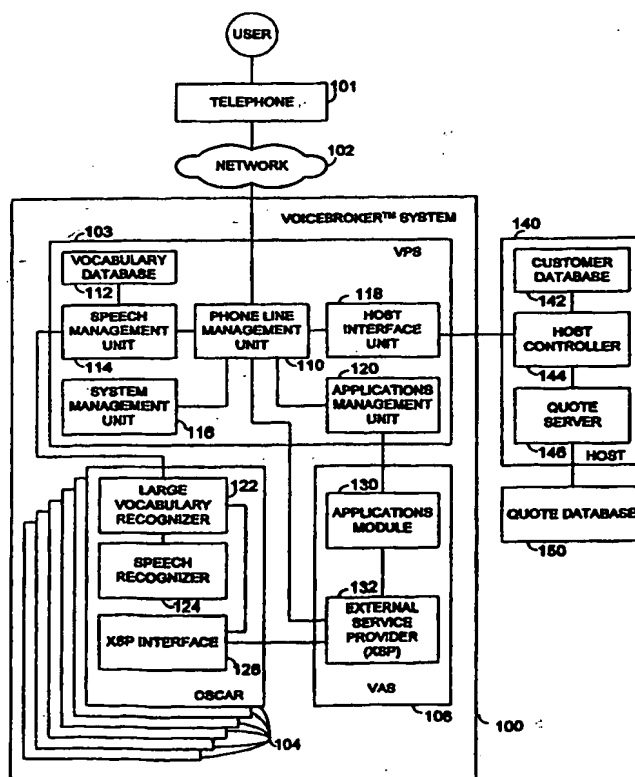 USER
101
TELEPHONE
102
NETWORK
VOICEBROKER™ SYSTEM
103
VPS
VOCABULARY
DATABASE
112
SPEECH
MANAGEMENT
UNIT
114
PHONE LINE
MANAGEMENT
UNIT
110
118
HOST
INTERFACE
UNIT
SYSTEM
MANAGEMENT
UNIT
116
120
APPLICATIONS
MANAGEMENT
UNIT
140
CUSTOMER
DATABASE
142
HOST
CONTROLLER
144
QUOTE
SERVER
146
HOST
QUOTE DATABASE
150
LARGE
VOCABULARY
RECOGNIZER
122
SPEECH
RECOGNIZER
124
XSP INTERFACE
126
OSCAR
104
130
APPLICATIONS
MODULE
132
EXTERNAL
SERVICE
PROVIDER
(XSP)
VAS
106
100